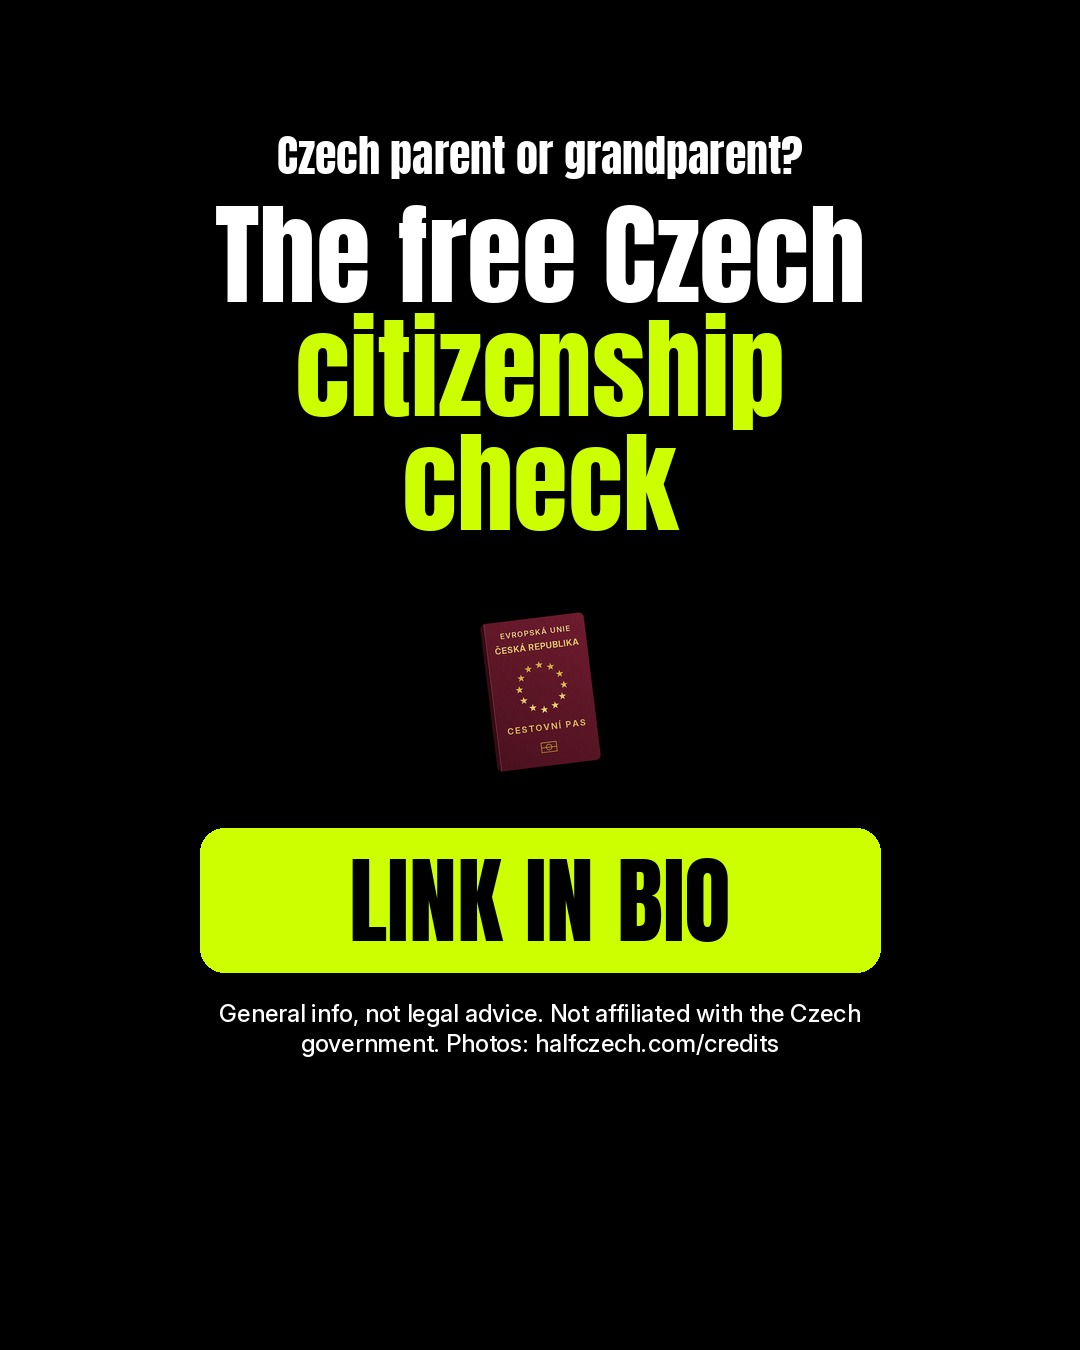 Czech parent or grandparent?
The free Czech
citizenship
check
EVROPSKÁ UNIE
ČESKÁ REPUBLIKA
CESTOVNÍ PAS
LINK IN BIO
General info, not legal advice. Not affiliated with the Czech
government. Photos: halfczech.com/credits